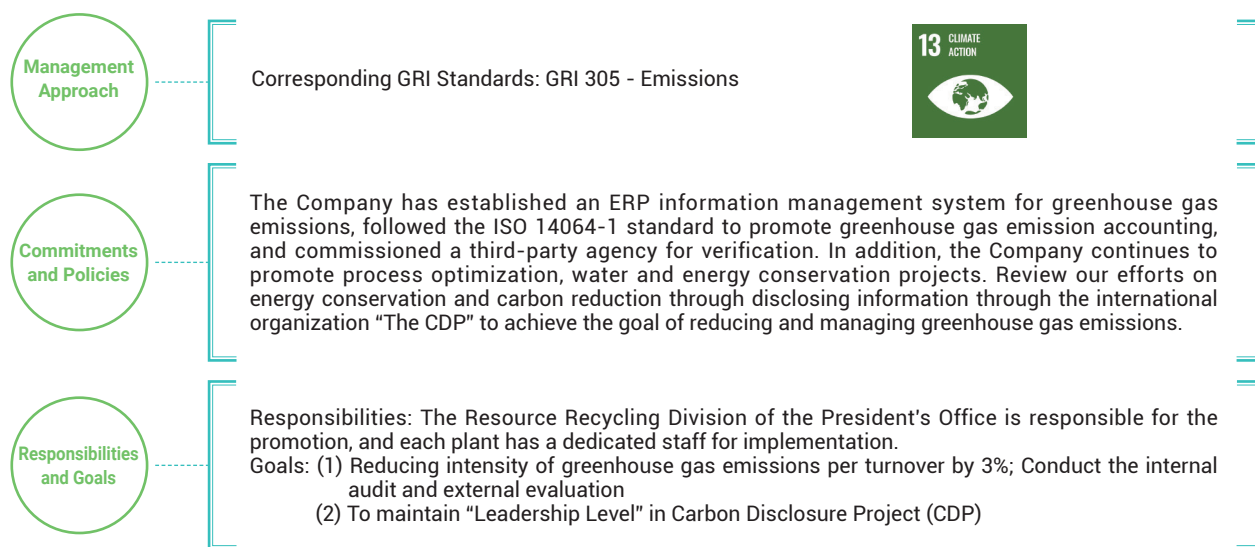 Management
Approach
Corresponding GRI Standards: GRI 305 - Emissions
13 CLIMATE
ACTION
Commitments
and Policies
The Company has established an ERP information management system for greenhouse gas
emissions, followed the ISO 14064-1 standard to promote greenhouse gas emission accounting,
and commissioned a third-party agency for verification. In addition, the Company continues to
promote process optimization, water and energy conservation projects. Review our efforts on
energy conservation and carbon reduction through disclosing information through the international
organization “The CDP” to achieve the goal of reducing and managing greenhouse gas emissions.
Responsibilities
and Goals
Responsibilities: The Resource Recycling Division of the President's Office is responsible for the
promotion, and each plant has a dedicated staff for implementation.
Goals: (1) Reducing intensity of greenhouse gas emissions per turnover by 3%; Conduct the internal
audit and external evaluation
(2) To maintain “Leadership Level” in Carbon Disclosure Project (CDP)